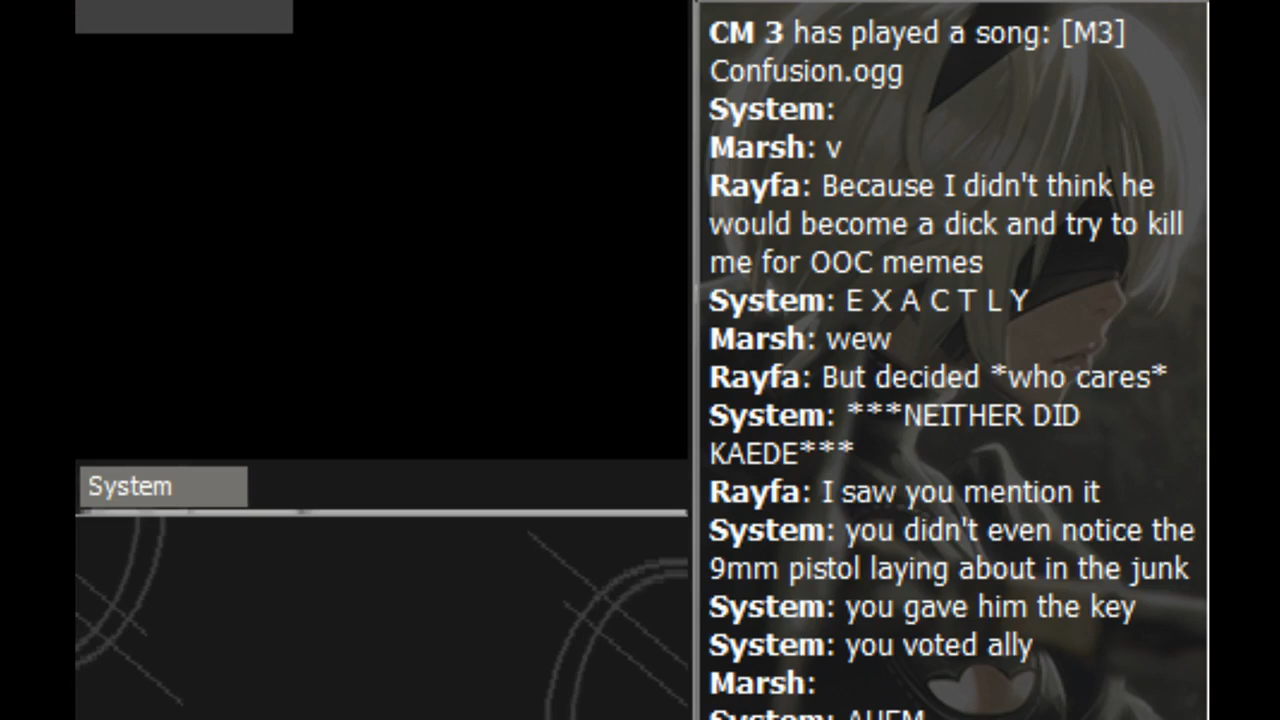 CM 3 has played a song: [M3]
Confusion.ogg
System:
Marsh: v
Rayfa: Because I didn't think he
would become a dick and try to kill
me for OOC memes
System: E X A C T L Y
Marsh: wew
Rayfa: But decided *who cares*
System: ***NEITHER DID
KAEDE***
Rayfa: I saw you mention it
System: you didn't even notice the
9mm pistol laying about in the junk
System: you gave him the key
System: you voted ally
Marsh:
System: AHEM
System